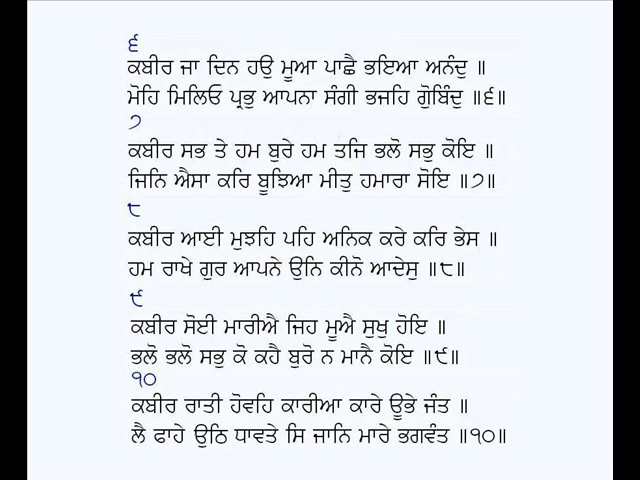 ੬
ਕਬੀਰ ਜਾ ਦਿਨ ਹਉ ਮੂਆ ਪਾਛੈ ਭਇਆ ਅਨੰਦੁ ॥
ਮੋਹਿ ਮਿਲਿਓ ਪ੍ਰਭੁ ਆਪਨਾ ਸੰਗੀ ਭਜਹਿ ਗੋੁਬਿੰਦੁ ॥੬॥
੭
ਕਬੀਰ ਸਭ ਤੇ ਹਮ ਬੁਰੇ ਹਮ ਤਜਿ ਭਲੋ ਸਭੁ ਕੋਇ ॥
ਜਿਨਿ ਐਸਾ ਕਰਿ ਬੂਝਿਆ ਮੀਤੁ ਹਮਾਰਾ ਸੋਇ ॥੭॥
੮
ਕਬੀਰ ਆਈ ਮੁਝਹਿ ਪਹਿ ਅਨਿਕ ਕਰੇ ਕਰਿ ਭੇਸ ॥
ਹਮ ਰਾਖੇ ਗੁਰ ਆਪਨੇ ਉਨਿ ਕੀਨੋ ਆਦੇਸੁ ॥੮॥
੯
ਕਬੀਰ ਸੋਈ ਮਾਰੀਐ ਜਿਹ ਮੂਐ ਸੁਖੁ ਹੋਇ ॥
ਭਲੋ ਭਲੋ ਸਭੁ ਕੋ ਕਹੈ ਬੁਰੋ ਨ ਮਾਨੈ ਕੋਇ ॥੯॥
੧੦
ਕਬੀਰ ਰਾਤੀ ਹੋਵਹਿ ਕਾਰੀਆ ਕਾਰੇ ਊਭੇ ਜੰਤ ॥
ਲੈ ਫਾਹੇ ਉਠਿ ਧਾਵਤੇ ਸਿ ਜਾਨਿ ਮਾਰੇ ਭਗਵੰਤ ॥੧੦॥